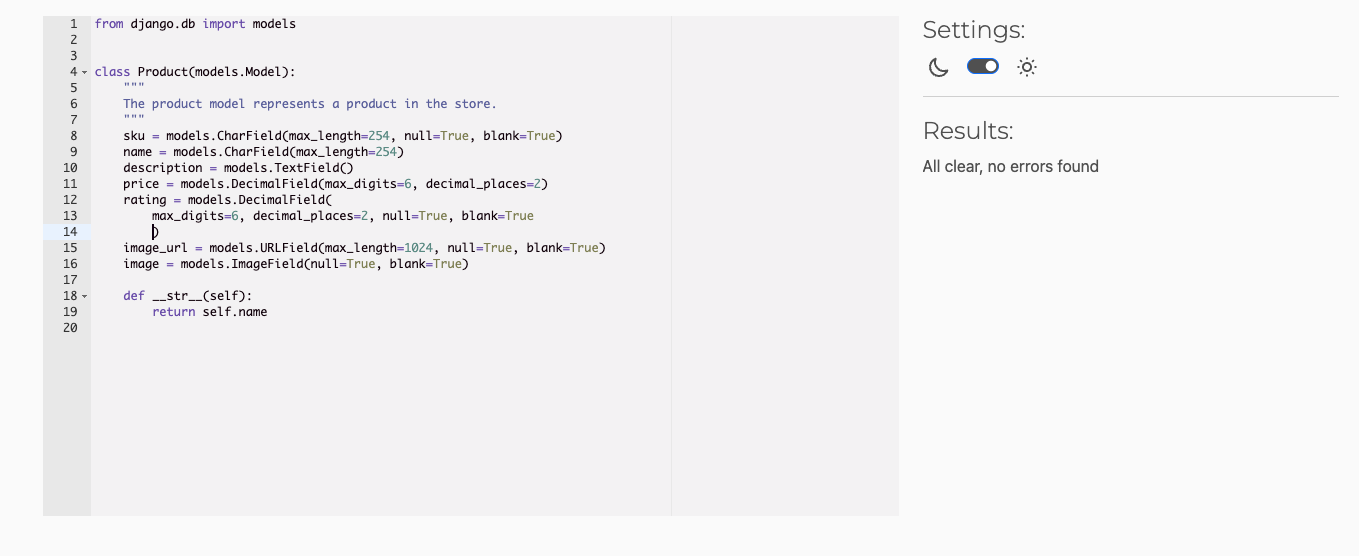 1 from django.db import models
2
3
4 class Product(models.Model):
5     """
6     The product model represents a product in the store.
7     """
8     sku = models.CharField(max_length=254, null=True, blank=True)
9     name = models.CharField(max_length=254)
10     description = models.TextField()
11     price = models.DecimalField(max_digits=6, decimal_places=2)
12     rating = models.DecimalField(
13         max_digits=6, decimal_places=2, null=True, blank=True
14         )
15     image_url = models.URLField(max_length=1024, null=True, blank=True)
16     image = models.ImageField(null=True, blank=True)
17
18     def __str__(self):
19         return self.name
20
Settings:
Results:
All clear, no errors found